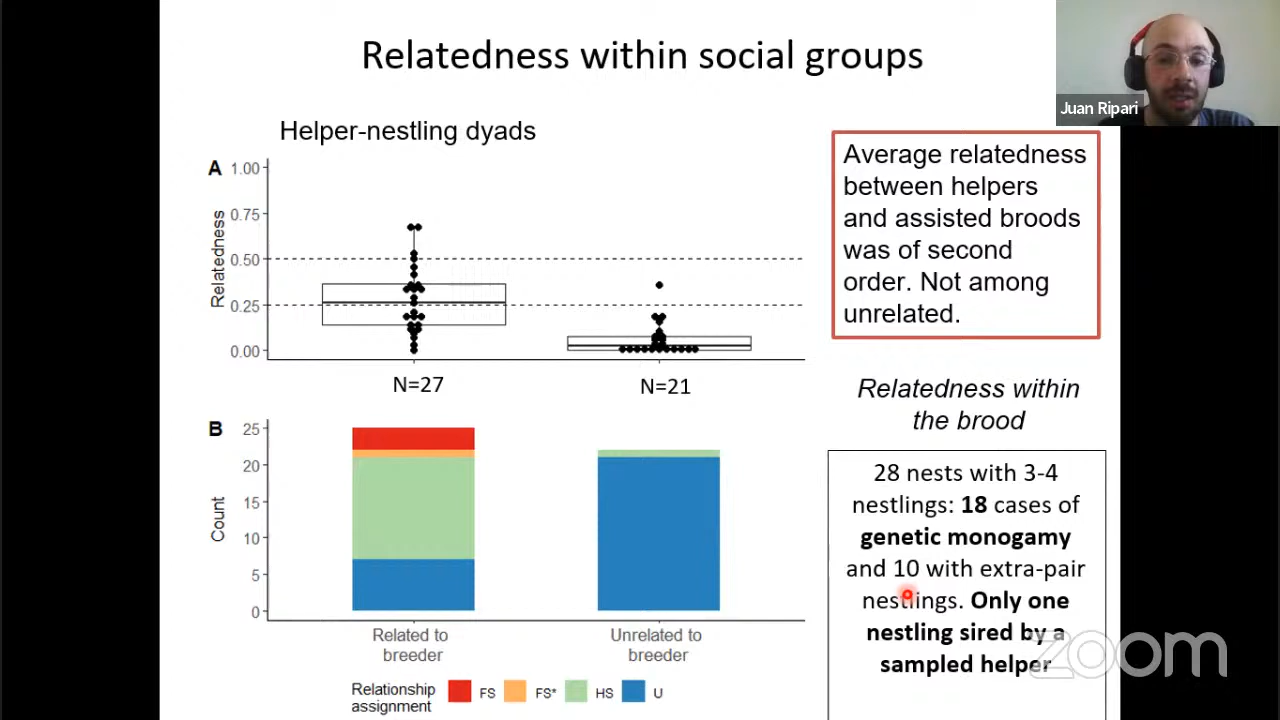 Relatedness within social groups
Juan Ripari
Helper-nestling dyads
A
1.00
0.75
0.50
0.25
0.00
Relatedness
N=27
N=21
Average relatedness
between helpers
and assisted broods
was of second
order. Not among
unrelated.
B
25
20
15
10
5
0
Count
Related to
breeder
Unrelated to
breeder
Relationship
assignment
FS
FS*
HS
U
Relatedness within
the brood
28 nests with 3-4
nestlings: 18 cases of
genetic monogamy
and 10 with extra-pair
nestlings. Only one
nestling sired by a
sampled helper
zoom